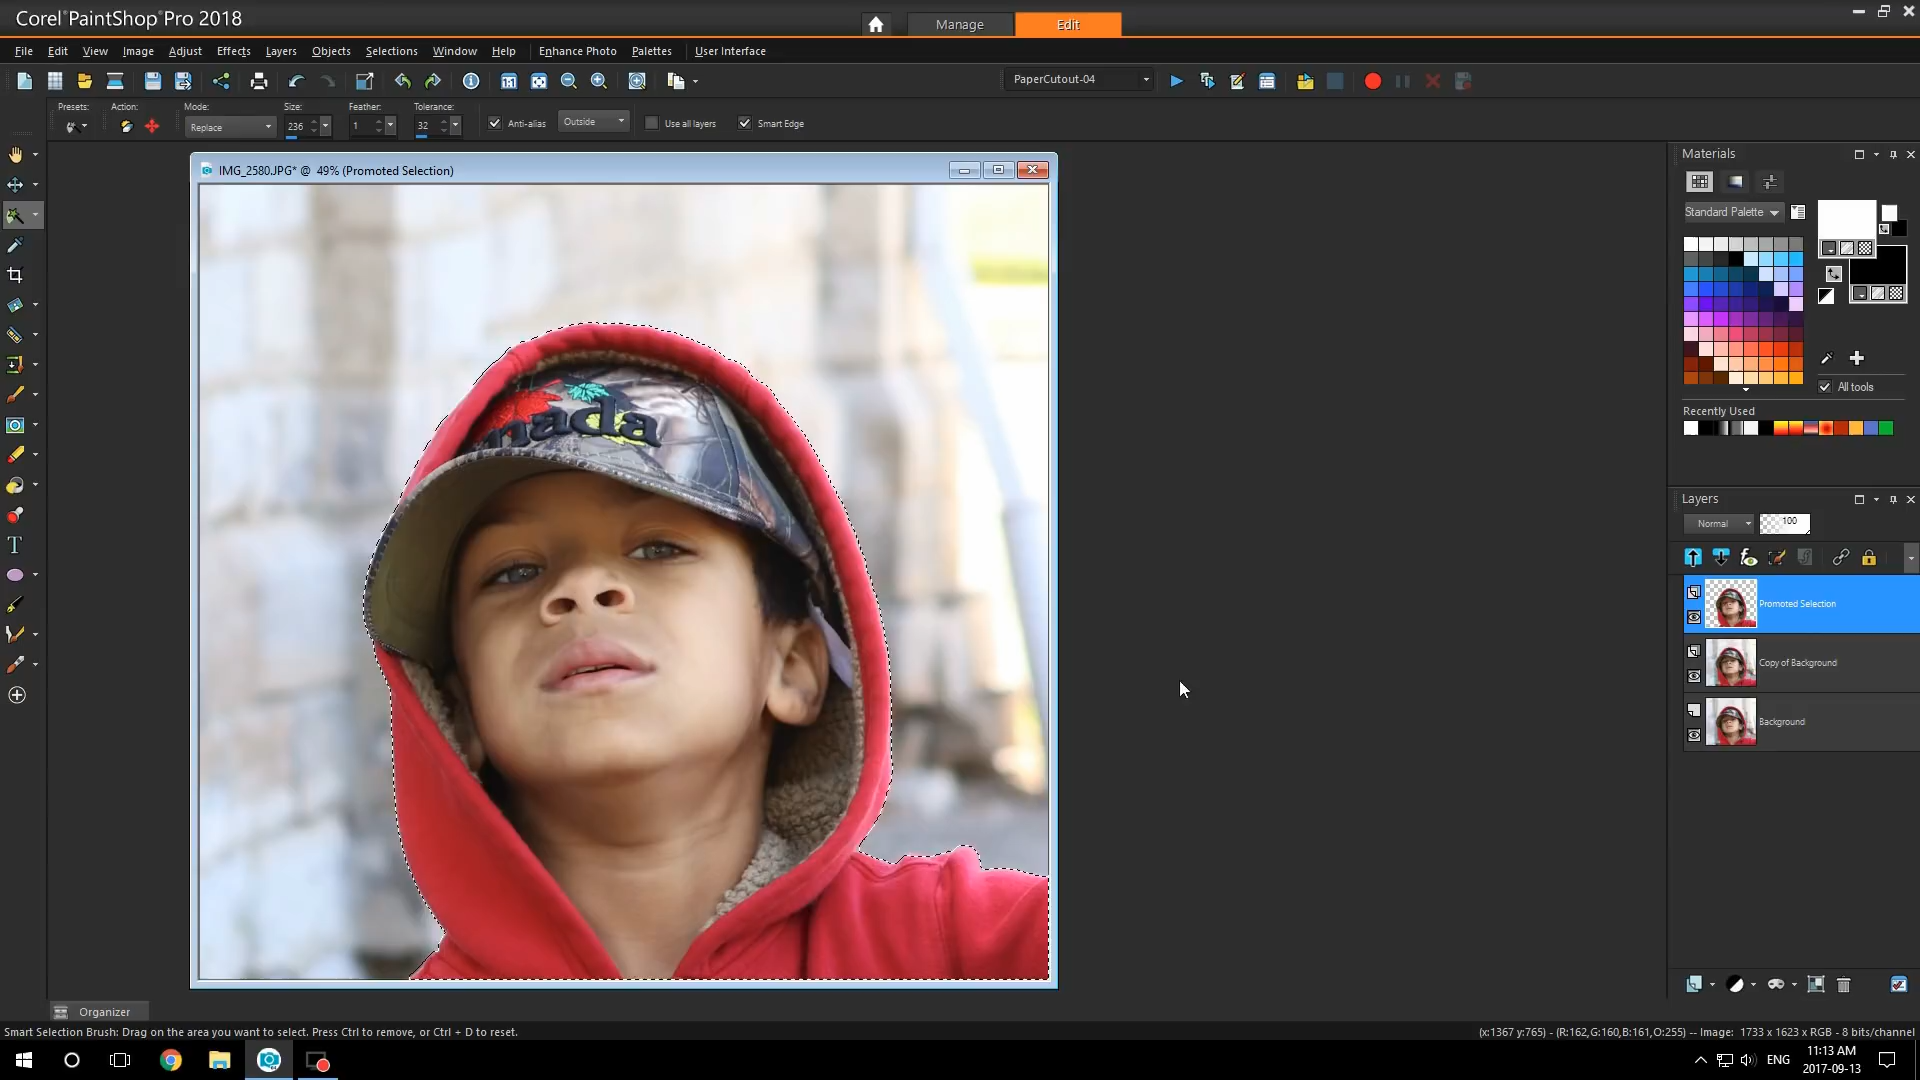 Corel PaintShop Pro 2018
Manage
Edit
File Edit View Image Adjust Effects Layers Objects Selections Window Help Enhance Photo Palettes User Interface
PaperCutout-04
Presets: Action: Mode: Size: Feather: Tolerance:
Replace 236 1 32 Anti-alias Outside Use all layers Smart Edge
IMG_2580.JPG* @ 49% (Promoted Selection)
nada
Materials
Standard Palette
All tools
Recently Used
Layers
Normal 100
Promoted Selection
Copy of Background
Background
Organizer
Smart Selection Brush: Drag on the area you want to select. Press Ctrl to remove, or Ctrl + D to reset.
(x:1367 y:765) - (R:162,G:160,B:161,O:255) -- Image: 1733 x 1623 x RGB - 8 bits/channel
ENG
11:13 AM
2017-09-13